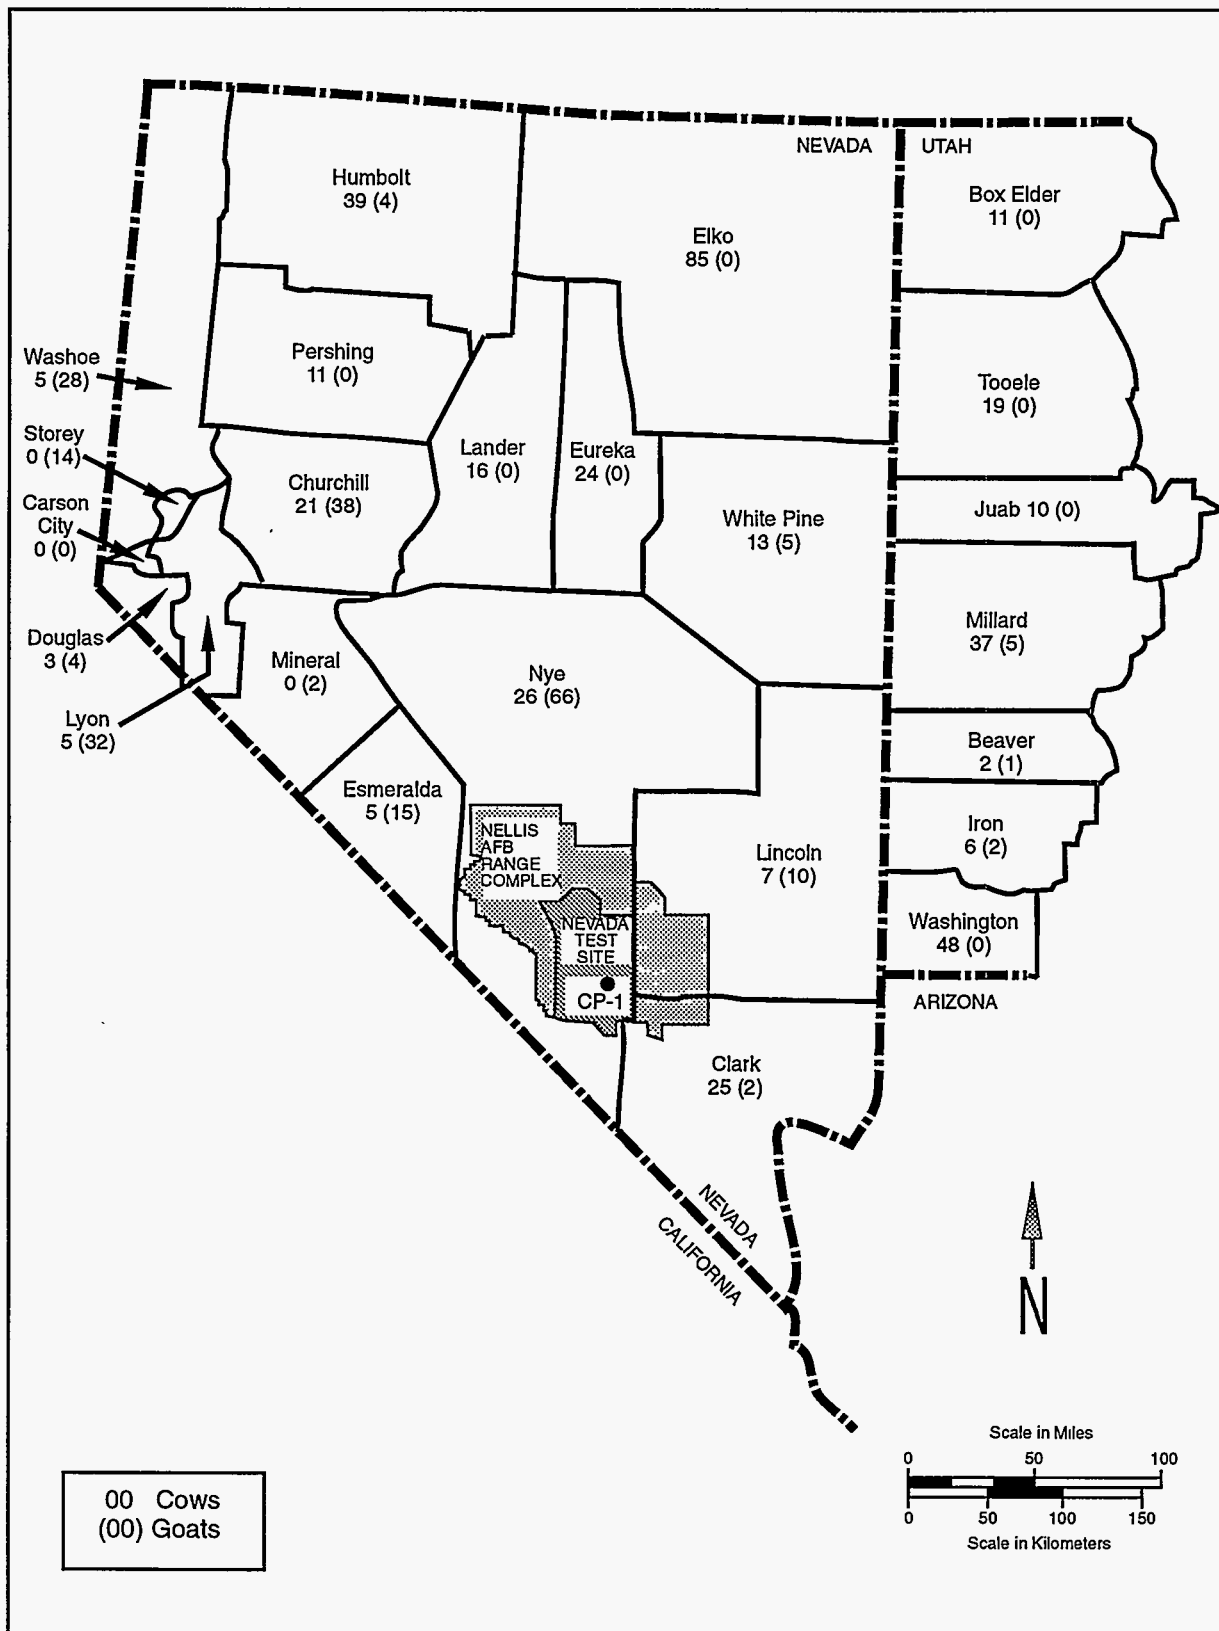 NEVADA
UTAH
Humbolt
39 (4)
Elko
85 (0)
Box Elder
11 (0)
Washoe
5 (28)
Pershing
11 (0)
Tooele
19 (0)
Storey
0 (14)
Lander
16 (0)
Eureka
24 (0)
Churchill
21 (38)
Carson
City
0 (0)
White Pine
13 (5)
Juab 10 (0)
Douglas
3 (4)
Mineral
0 (2)
Nye
26 (66)
Millard
37 (5)
Lyon
5 (32)
Beaver
2 (1)
Esmeralda
5 (15)
NELLIS
AFB
RANGE
COMPLEX
Lincoln
7 (10)
Iron
6 (2)
NEVADA
TEST
SITE
CP-1
Washington
48 (0)
ARIZONA
Clark
25 (2)
NEVADA
CALIFORNIA
N
Scale in Miles
0 50 100
0 50 100 150
Scale in Kilometers
00 Cows
(00) Goats